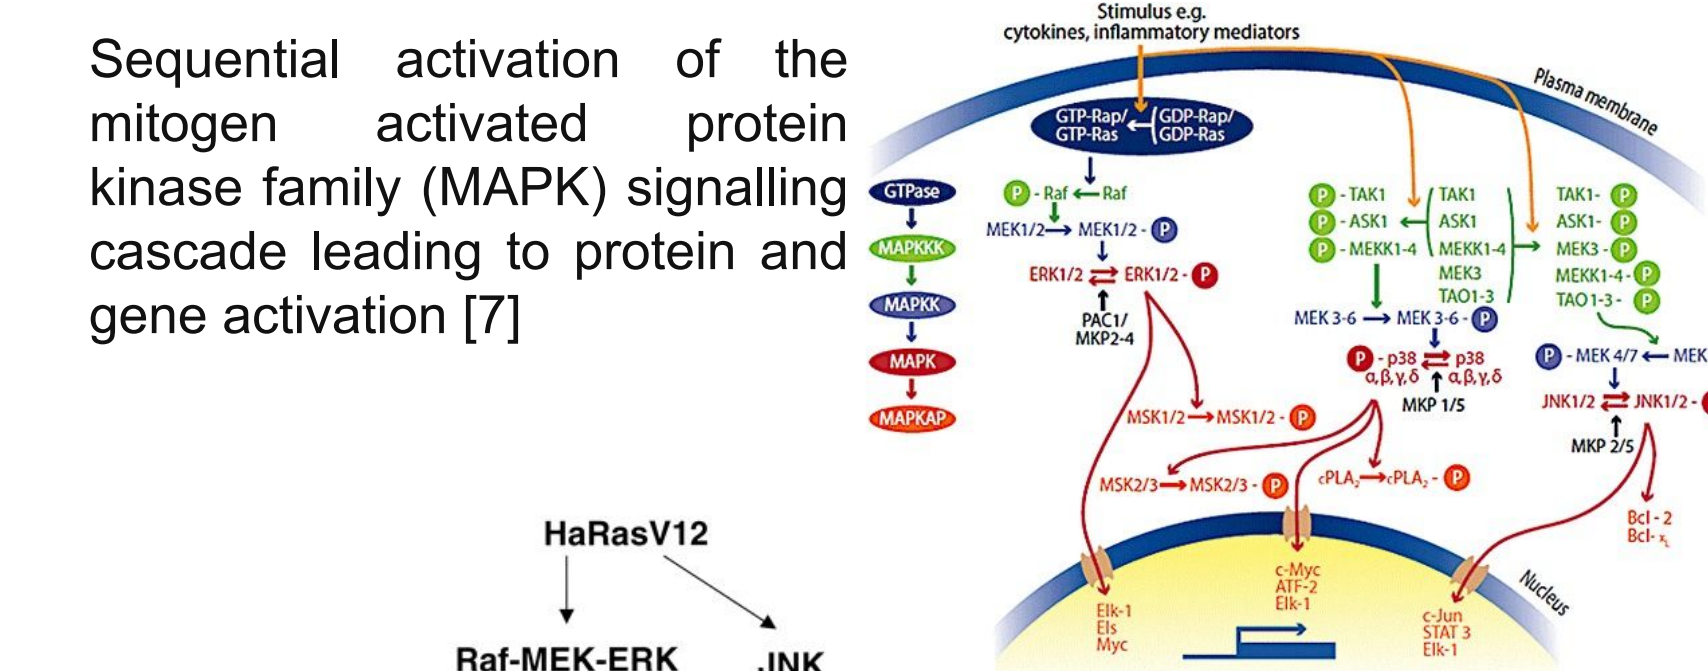 Sequential activation of the
mitogen activated protein
kinase family (MAPK) signalling
cascade leading to protein and
gene activation [7]
Stimulus e.g.
cytokines, inflammatory mediators
Plasma membrane
GTP-Rap/
GTP-Ras
GDP-Rap/
GDP-Ras
GTPase
MAPKKK
MAPKK
MAPK
MAPKAP
P - Raf Raf
MEK1/2 MEK1/2 - P
ERK1/2 ERK1/2 - P
PAC1/
MKP2-4
P - TAK1
P - ASK1
P - MEKK1-4
TAK1
ASK1
MEKK1-4
MEK3
TAO1-3
TAK1- P
ASK1- P
MEK3 - P
MEKK1-4- P
TAO1-3- P
MEK 3-6 MEK 3-6 - P
P - p38 p38
α,β,γ,δ α,β,γ,δ
MKP 1/5
P - MEK 4/7 MEK
JNK1/2 JNK1/2 -
MKP 2/5
MSK1/2 MSK1/2 - P
MSK2/3 MSK2/3 - P
cPLA₂ cPLA₂ - P
Bcl - 2
Bcl- xL
Nucleus
Elk-1
Els
Myc
c-Myc
ATF-2
Elk-1
c-Jun
STAT 3
Elk-1
HaRasV12
Raf-MEK-ERK JNK